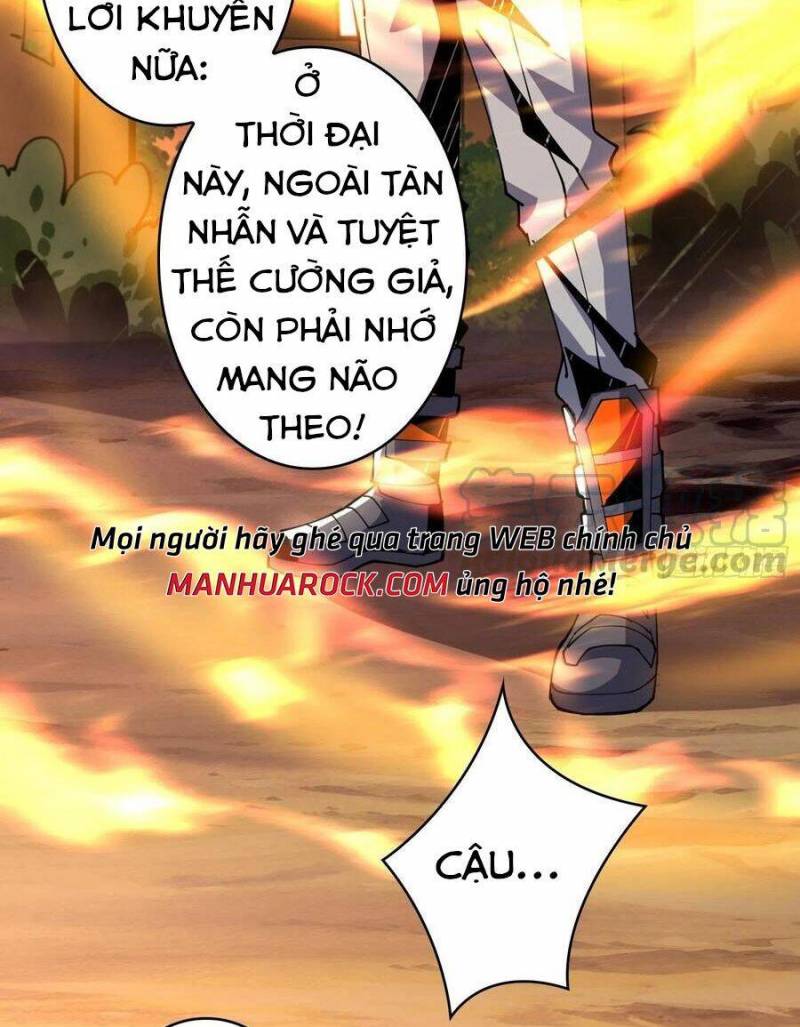 LỜI KHUYÊN
NỮA:
Ở
THỜI ĐẠI
NÀY, NGOÀI TÀN
NHẪN VÀ TUYỆT
THẾ CƯỜNG GIẢ,
CÒN PHẢI NHỚ
MANG NÃO
THEO!
Mọi người hãy ghé qua trang WEB chính chủ
MANHUAROCK.COM ủng hộ nhé!
CẬU...